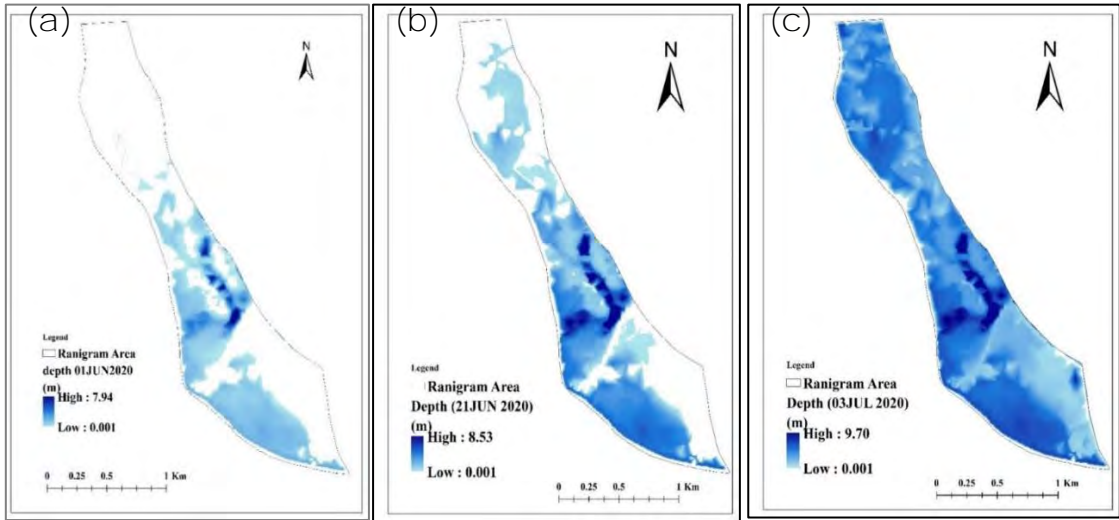 (a)
N
Legend
Ranigram Area
depth 01JUN2020
(m)
High : 7.94
Low : 0.001
0 0.25 0.5 1 Km
(b)
N
Legend
Ranigram Area
Depth (21JUN 2020)
(m)
High : 8.53
Low : 0.001
0 0.25 0.5 1 Km
(c)
N
Legend
Ranigram Area
Depth (03JUL 2020)
(m)
High : 9.70
Low : 0.001
0 0.25 0.5 1 Km